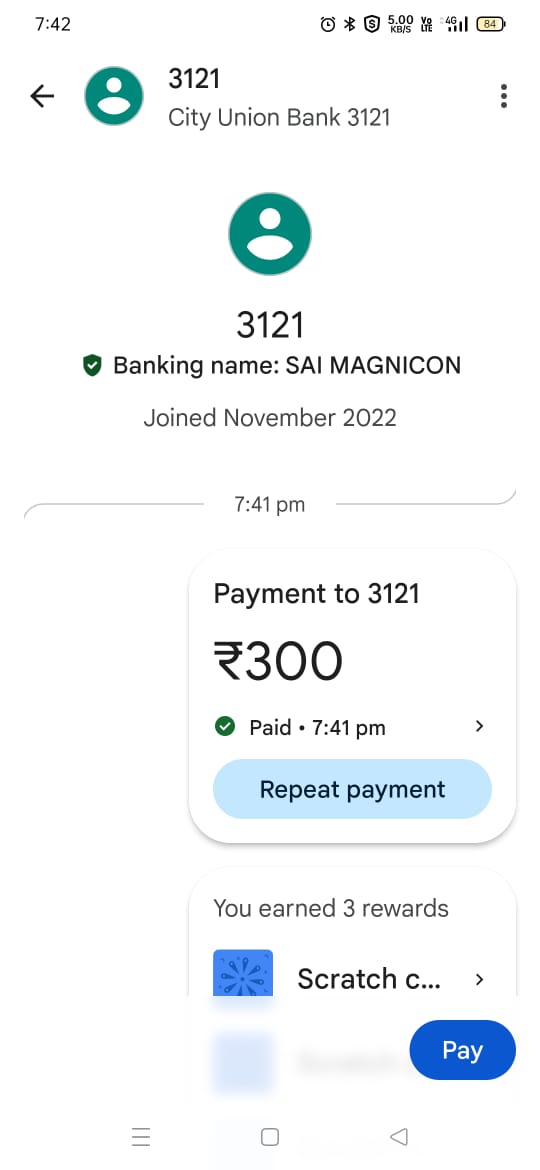 7:42
5.00 KB/S
Vo LTE
4G
84
3121
City Union Bank 3121
3121
Banking name: SAI MAGNICON
Joined November 2022
7:41 pm
Payment to 3121
₹300
Paid • 7:41 pm
Repeat payment
You earned 3 rewards
Scratch c...
Pay